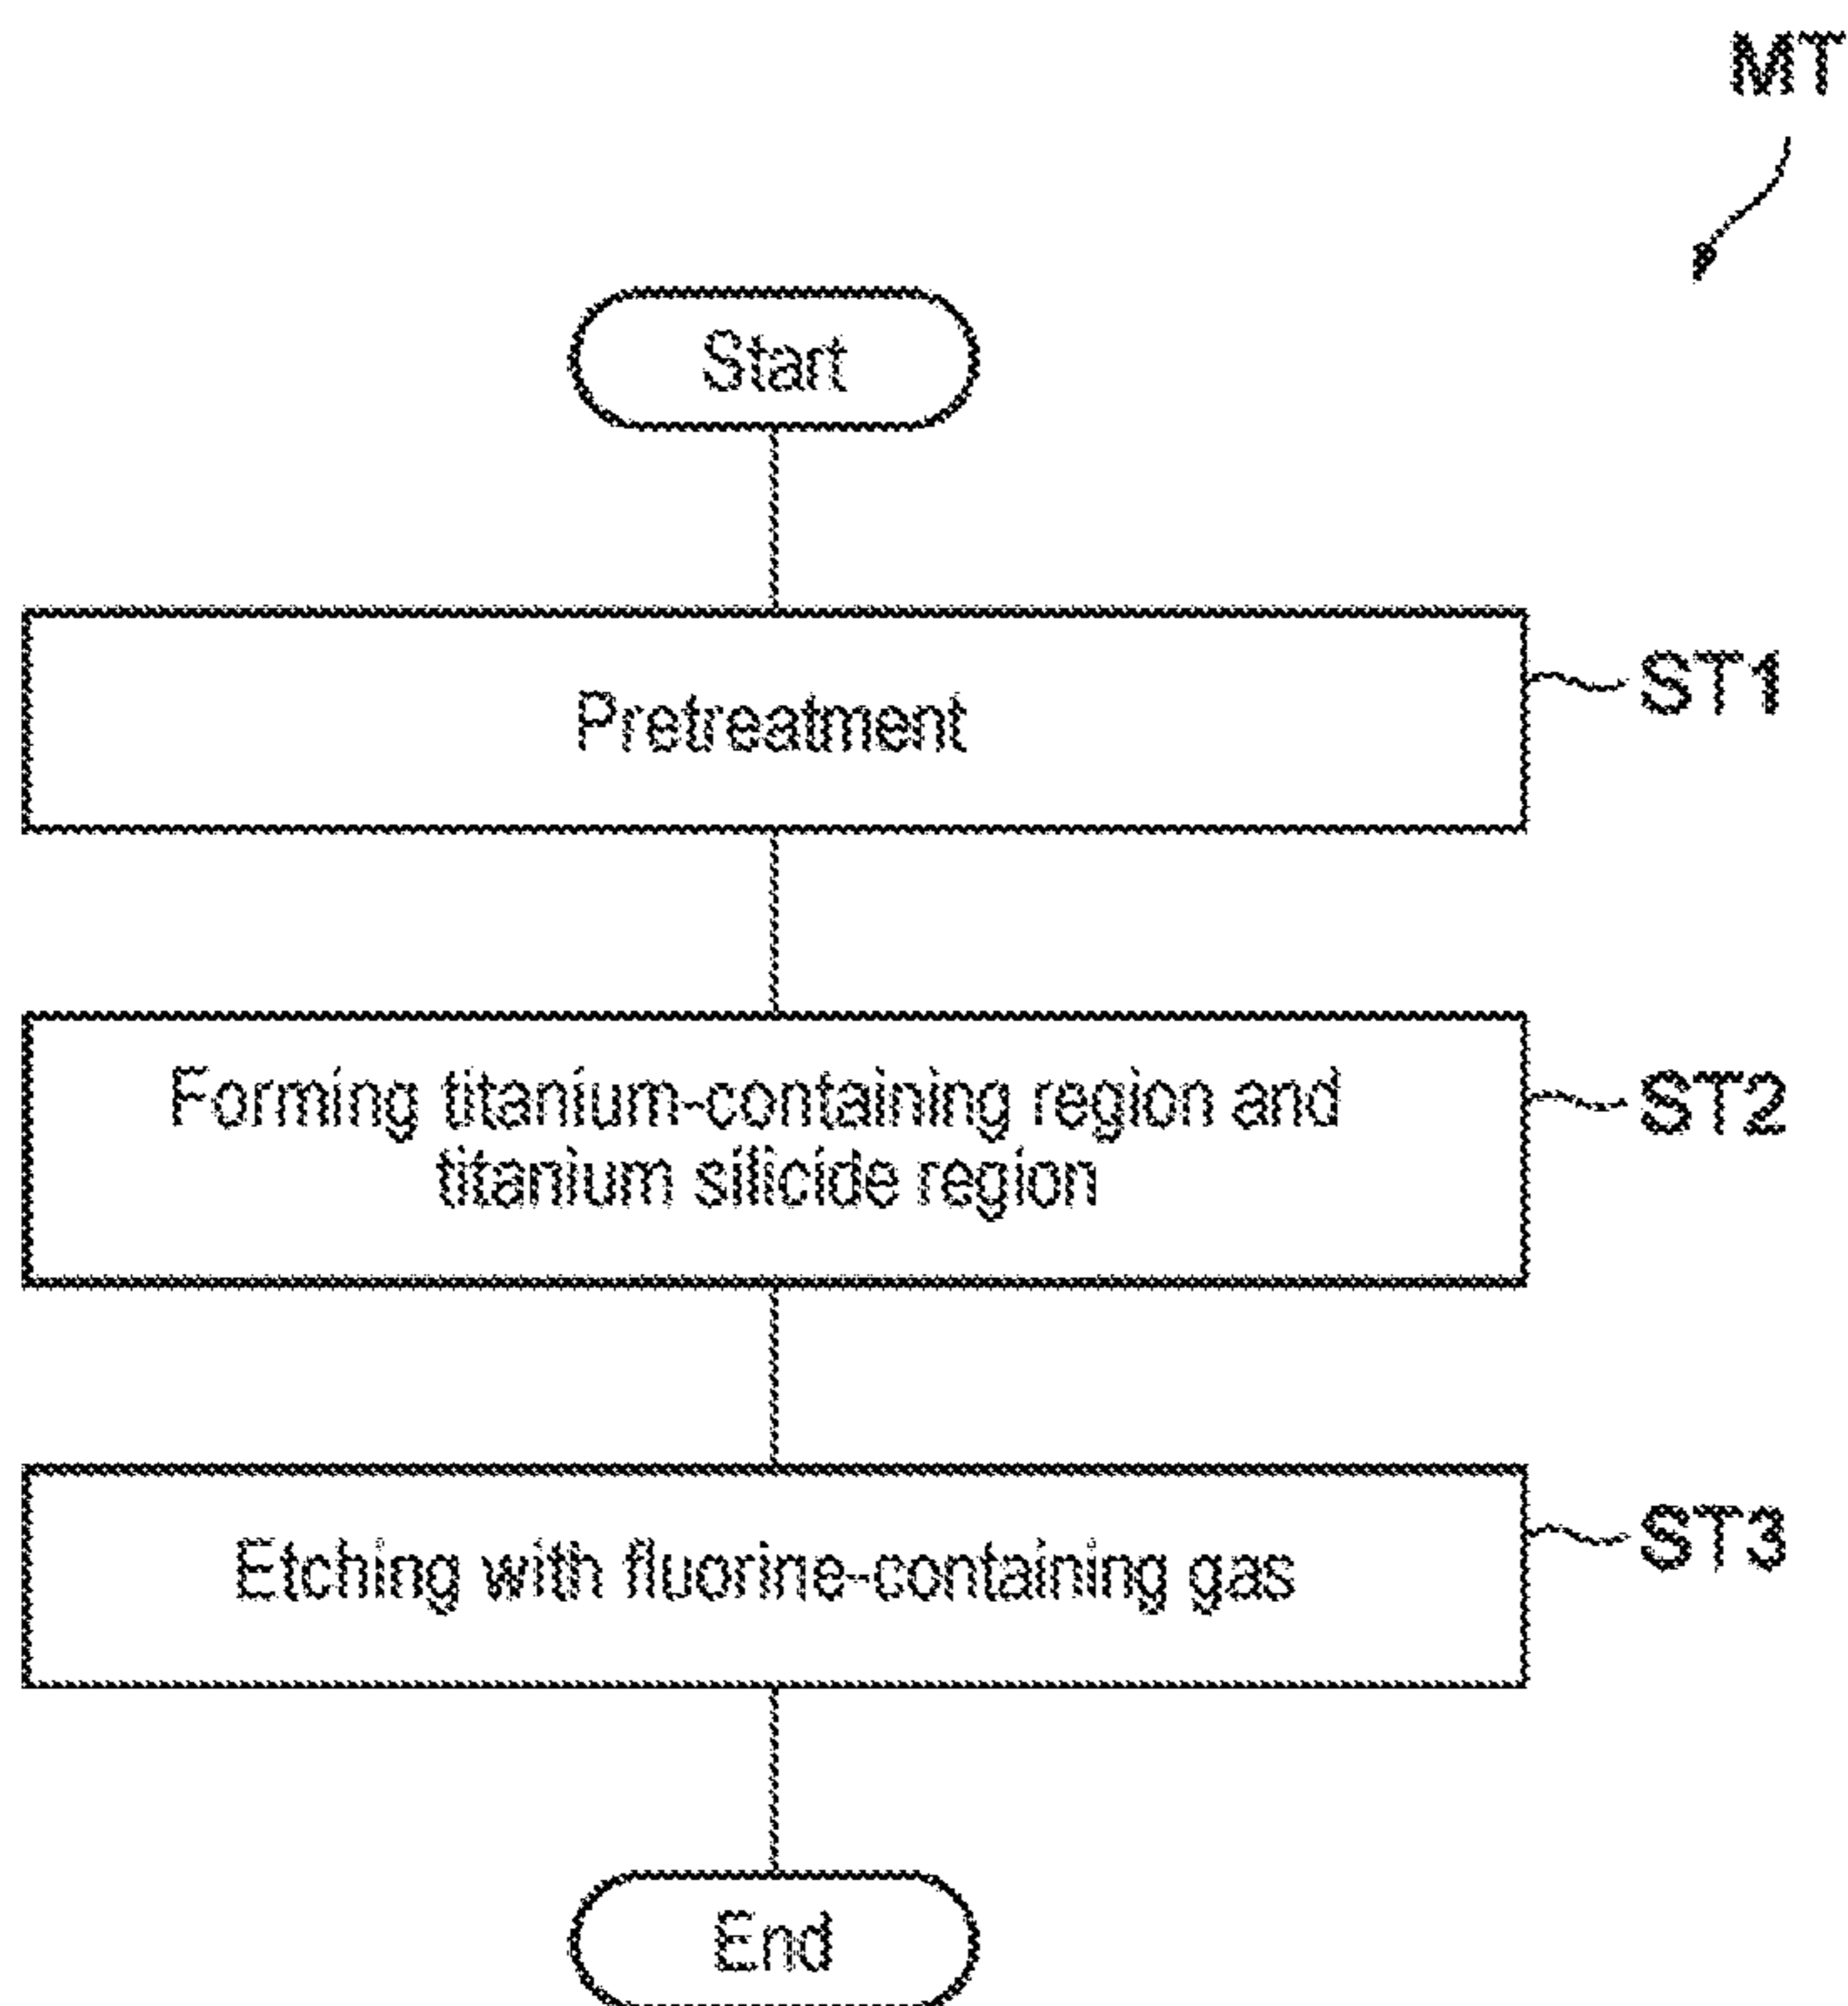 MT
Start
Pretreatment
ST1
Forming titanium-containing region and
titanium silicide region
ST2
Etching with fluorine-containing gas
ST3
End